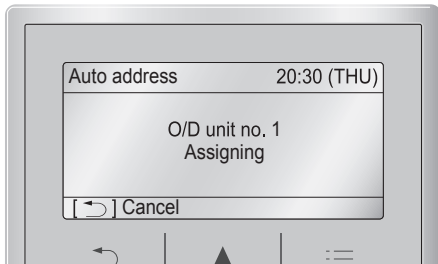 Auto address 20:30 (THU)
O/D unit no. 1
Assigning
[ ⮌ ] Cancel